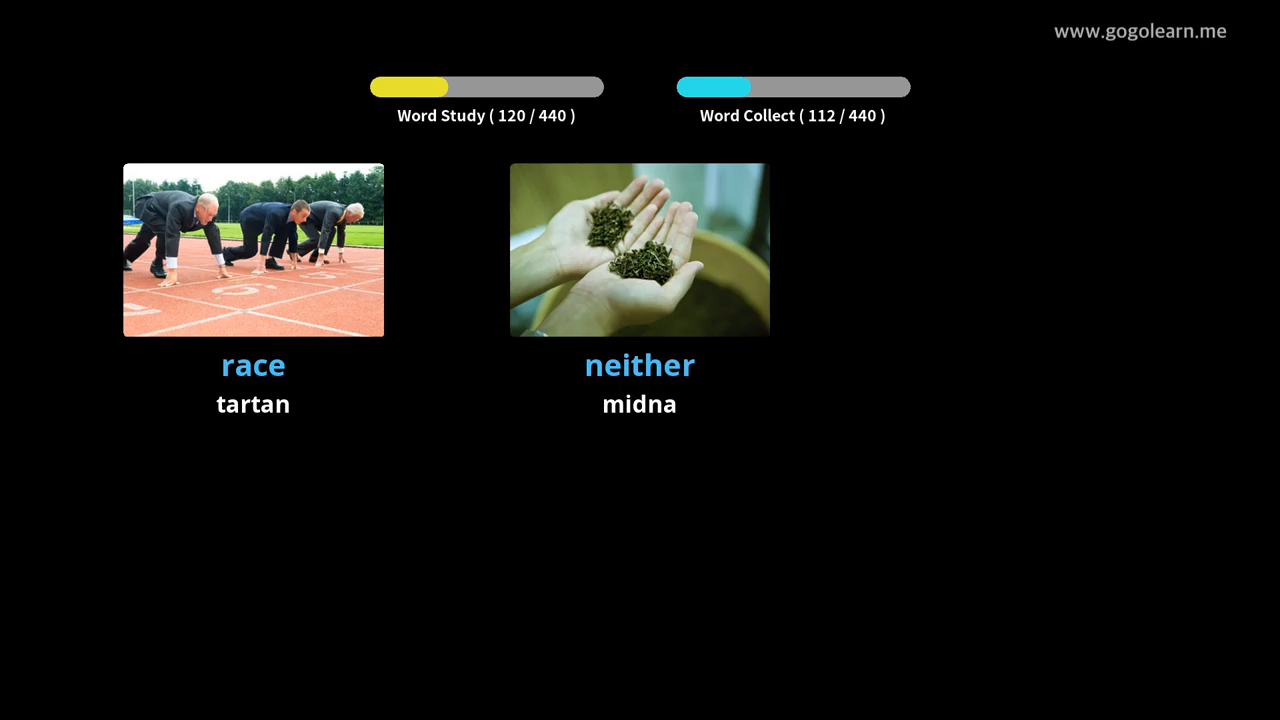 www.gogolearn.me
Word Study ( 120 / 440 )
Word Collect ( 112 / 440 )
race
tartan
neither
midna